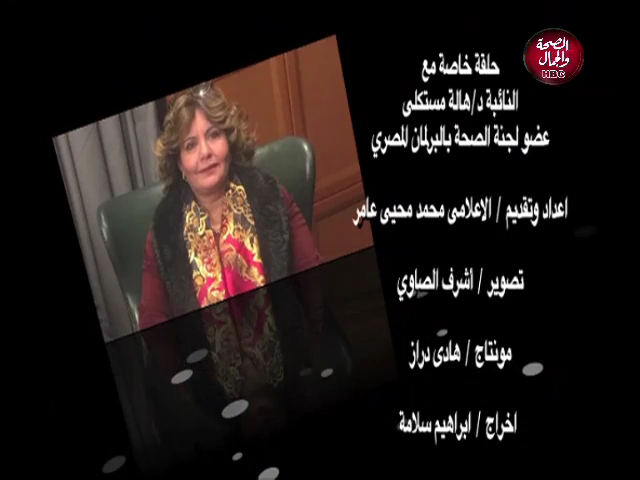 الصحة
والجمال
HBC
حلقة خاصة مع
النائبة د/هالة مستكلى
عضو لجنة الصحة بالبرلمان المصري
اعداد وتقديم / الاعلامى محمد محيى عامر
تصوير / أشرف الصاوي
مونتاج / هادى دراز
اخراج / ابراهيم سلامة